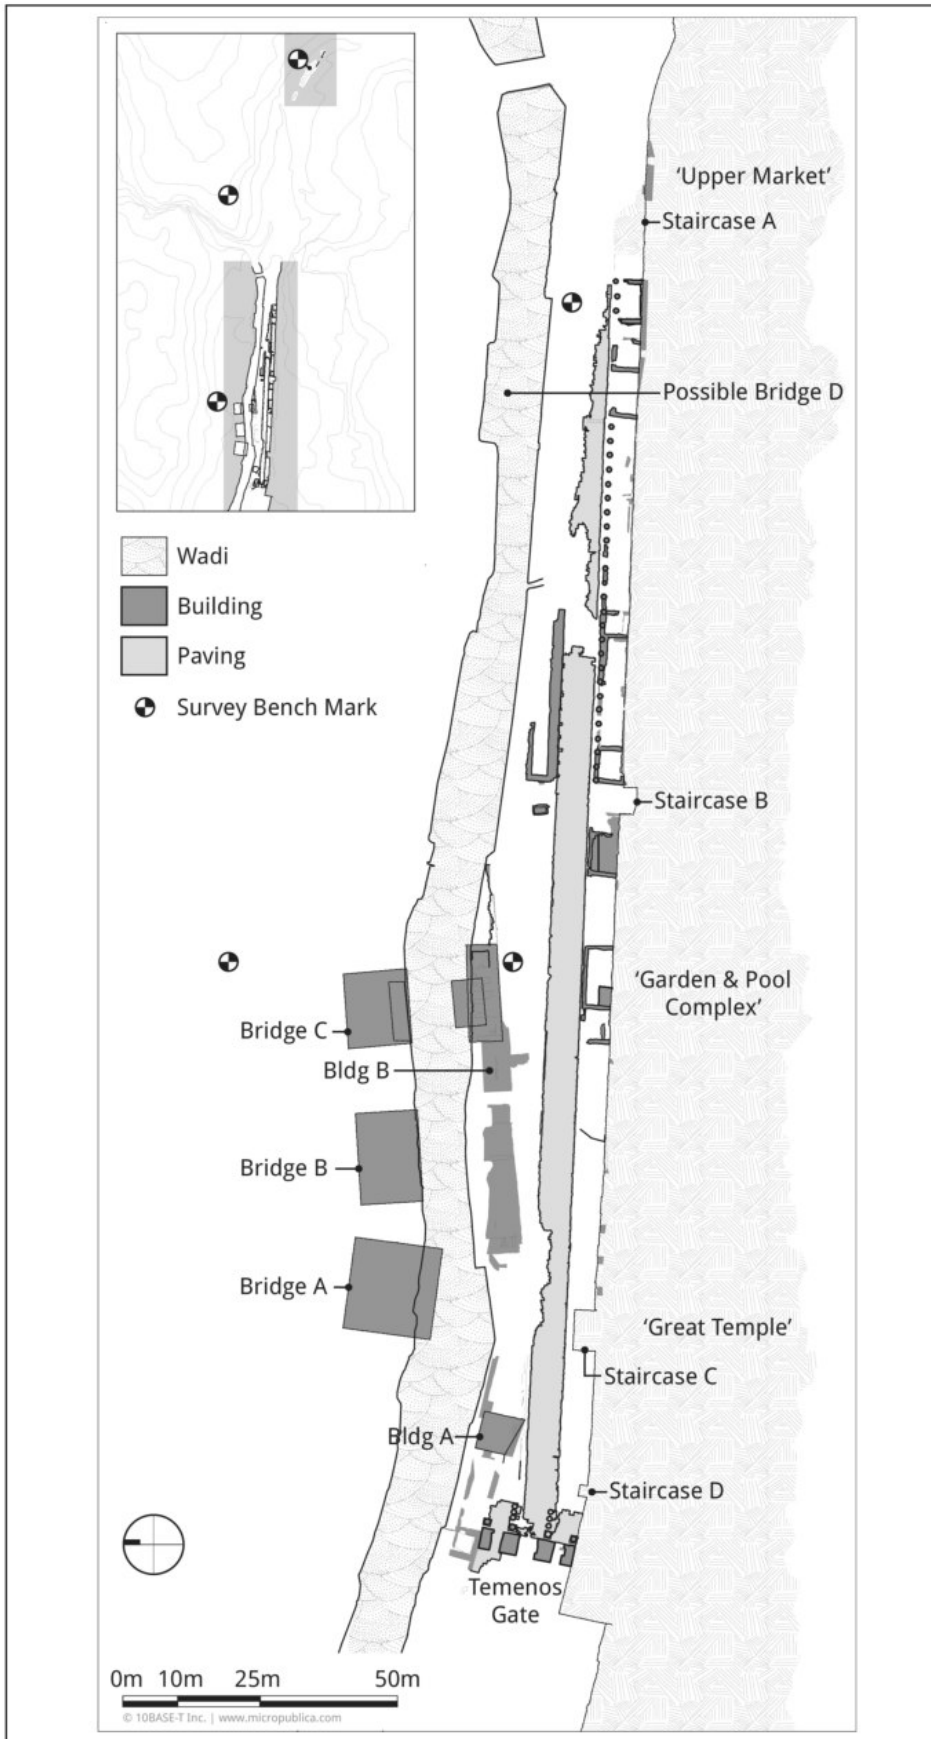 'Upper Market'
Staircase A
Possible Bridge D
Wadi
Building
Paving
Survey Bench Mark
Staircase B
'Garden & Pool
Complex'
Bridge C
Bldg B
Bridge B
Bridge A
'Great Temple'
Staircase C
Bldg A
Staircase D
Temenos
Gate
0m 10m 25m 50m
© 10BASE-T Inc. | www.micropublica.com